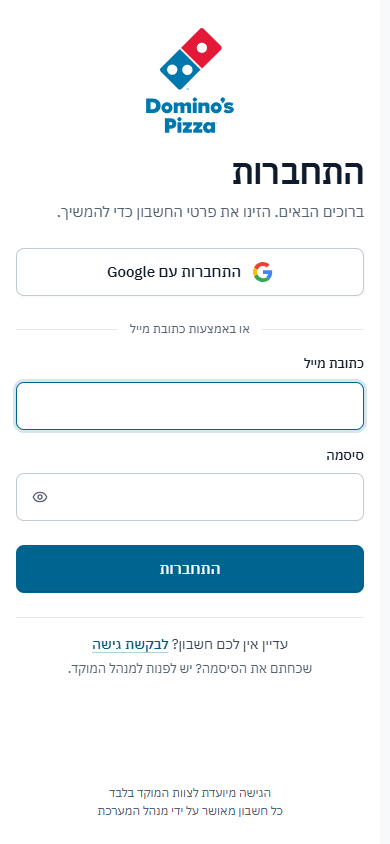 Domino's
Pizza
התחברות
ברוכים הבאים. הזינו את פרטי החשבון כדי להמשיך.
התחברות עם Google
או באמצעות כתובת מייל
כתובת מייל
סיסמה
התחברות
עדיין אין לכם חשבון? לבקשת גישה
שכחתם את הסיסמה? יש לפנות למנהל המוקד.
הגישה מיועדת לצוות המוקד בלבד
כל חשבון מאושר על ידי מנהל המערכת